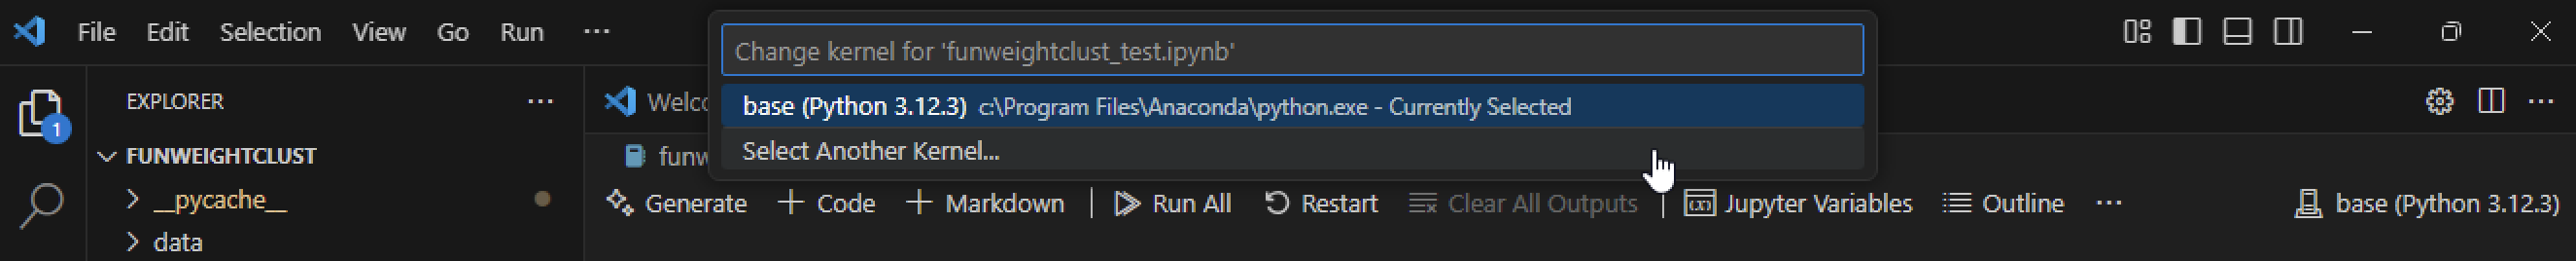 File Edit Selection View Go Run ...
Change kernel for 'funweightclust_test.ipynb'
base (Python 3.12.3) c:\Program Files\Anaconda\python.exe - Currently Selected
Select Another Kernel...
EXPLORER ...
1
FUNWEIGHTCLUST
__pycache__
data
Generate + Code + Markdown Run All Restart Clear All Outputs Jupyter Variables Outline ... base (Python 3.12.3)